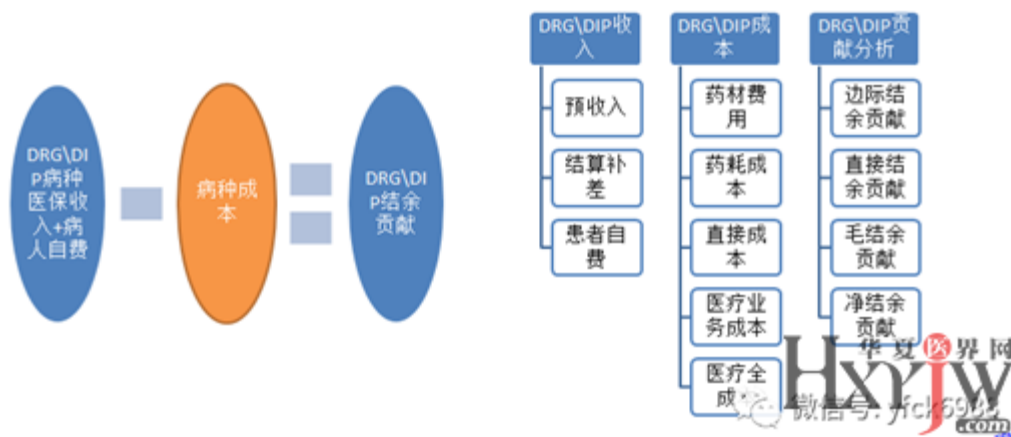 DRG\DI
P病种
医保收
入+病
人自费
病种成
本
DRG\DI
P结余
贡献
DRG\DIP收
入
预收入
结算补
差
患者自
费
DRG\DIP成
本
药材费
用
药耗成
本
直接成
本
医疗业
务成本
医疗全
成
DRG\DIP贡
献分析
边际结
余贡献
直接结
余贡献
毛结余
贡献
净结余
贡献
华夏医界网
Hxyjw
.com
微信号: yfck6988